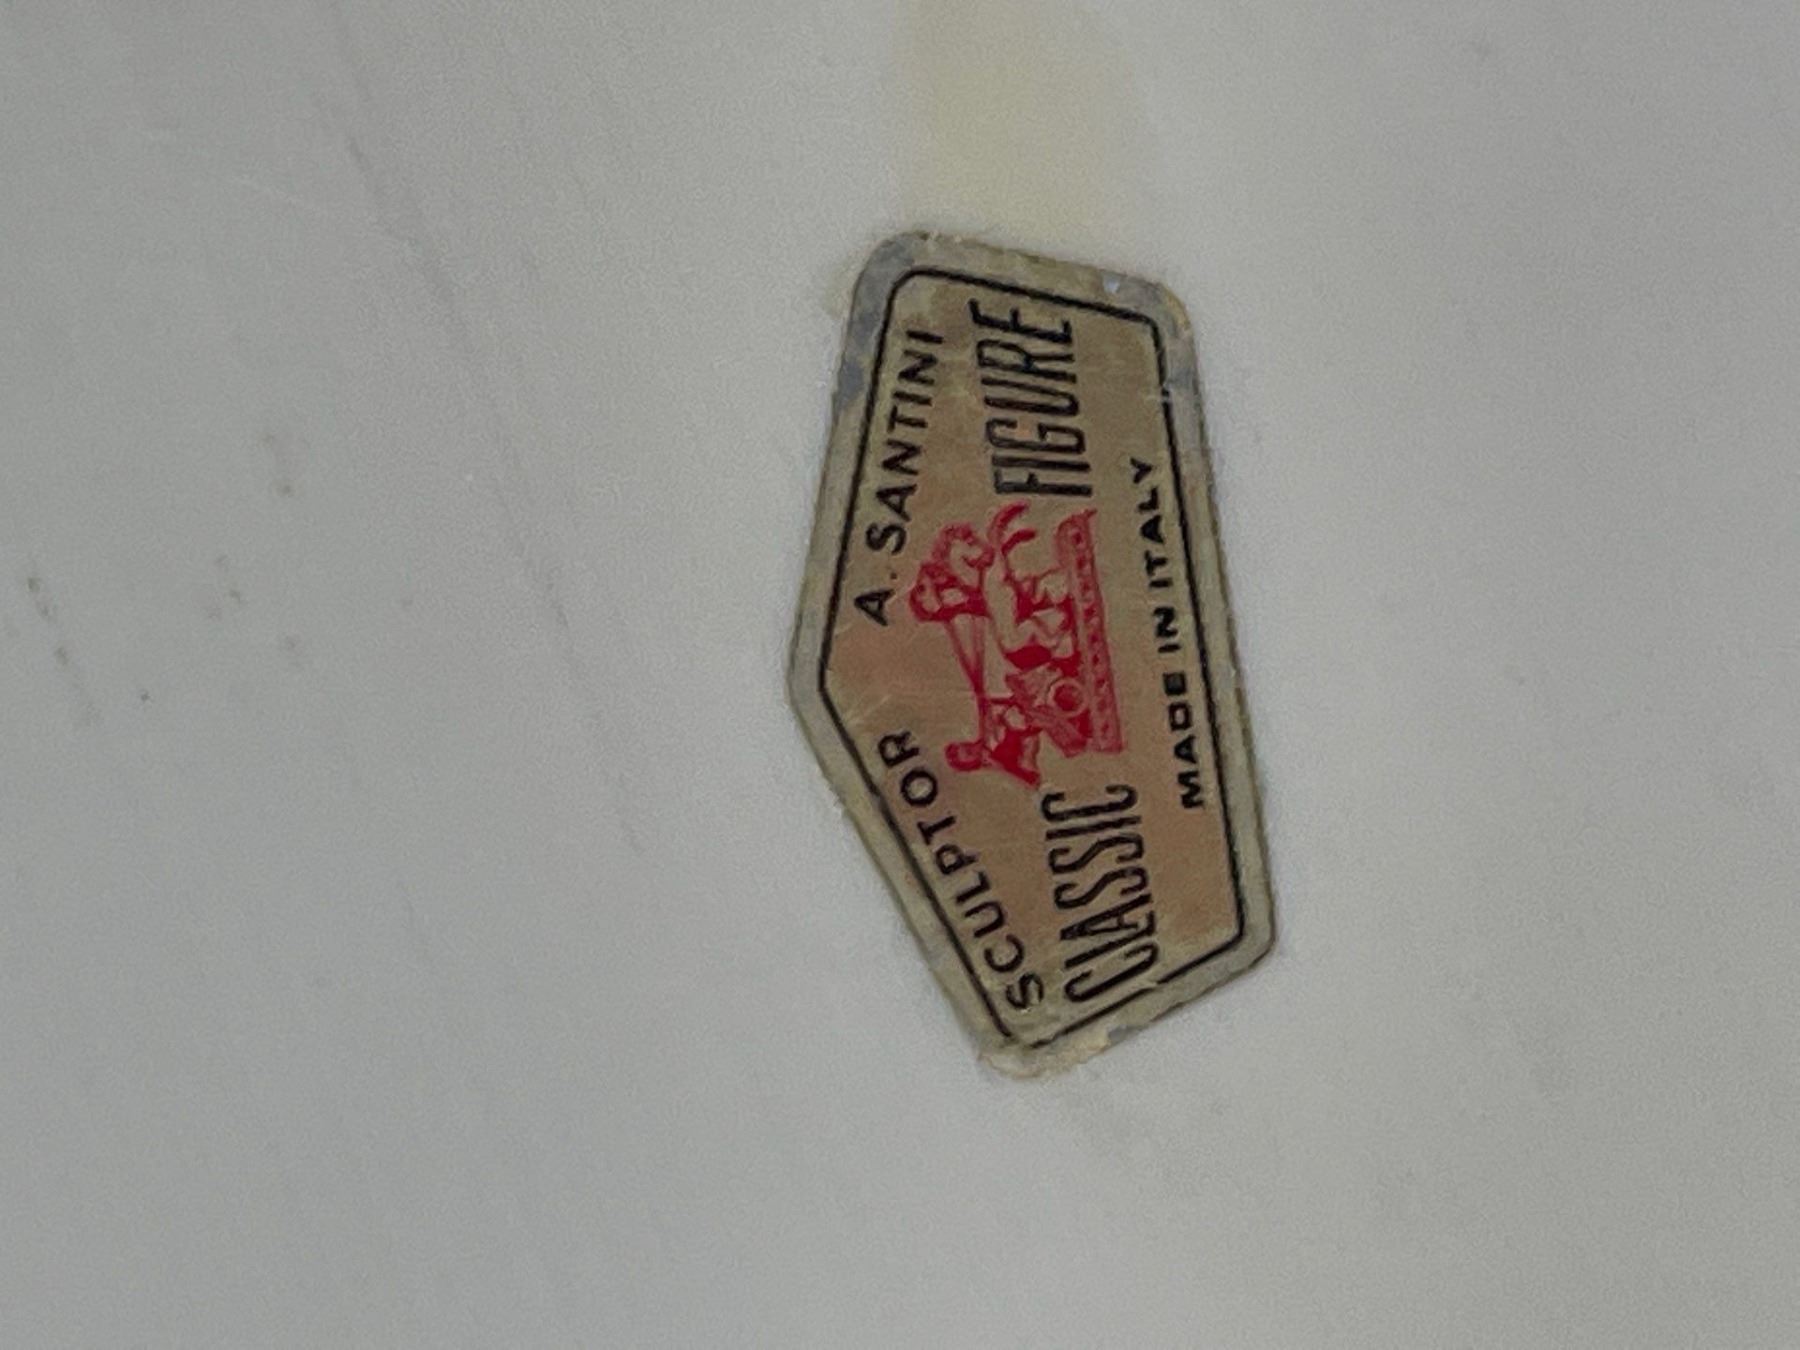 SCULPTOR A. SANTINI
CLASSIC FIGURE
MADE IN ITALY